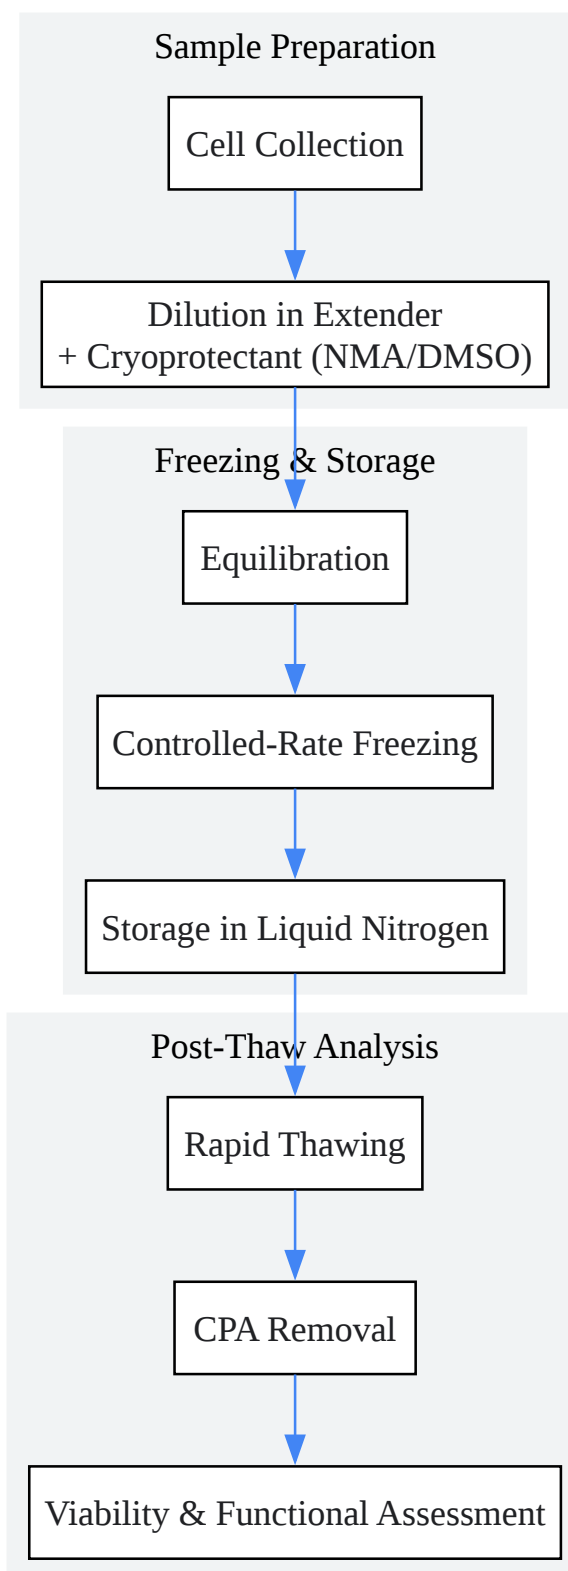 Sample Preparation
Cell Collection
Dilution in Extender
+ Cryoprotectant (NMA/DMSO)
Freezing & Storage
Equilibration
Controlled-Rate Freezing
Storage in Liquid Nitrogen
Post-Thaw Analysis
Rapid Thawing
CPA Removal
Viability & Functional Assessment